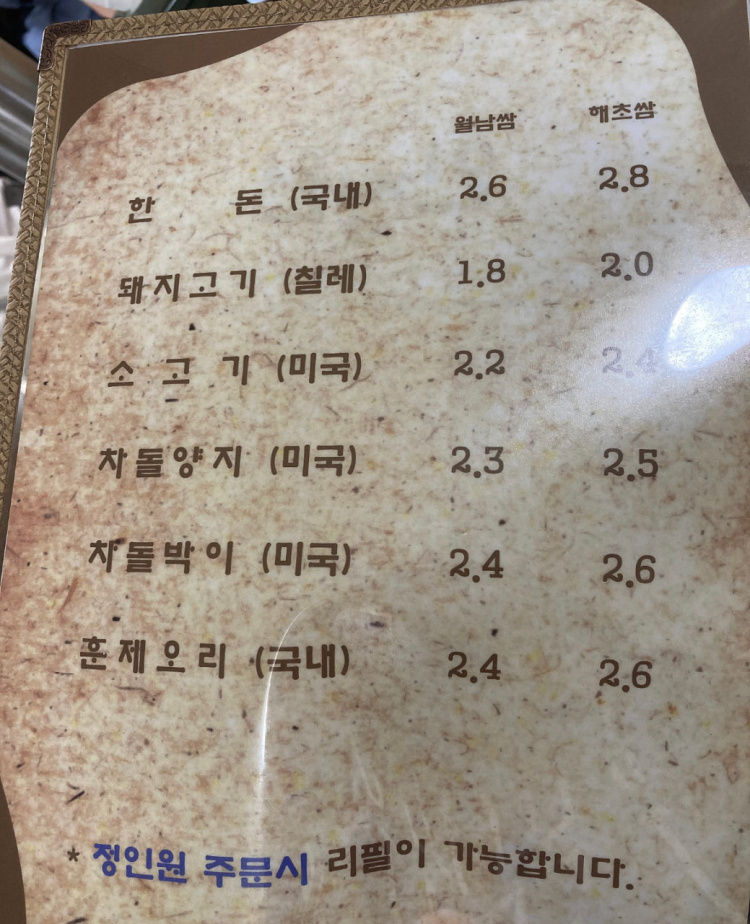 월남쌈 해초쌈
한 돈 (국내) 2.6 2.8
돼지고기 (칠레) 1.8 2.0
소 고 기 (미국) 2.2 2.4
차돌양지 (미국) 2.3 2.5
차돌박이 (미국) 2.4 2.6
훈제오리 (국내) 2.4 2.6
* 정인원 주문시 리필이 가능합니다.